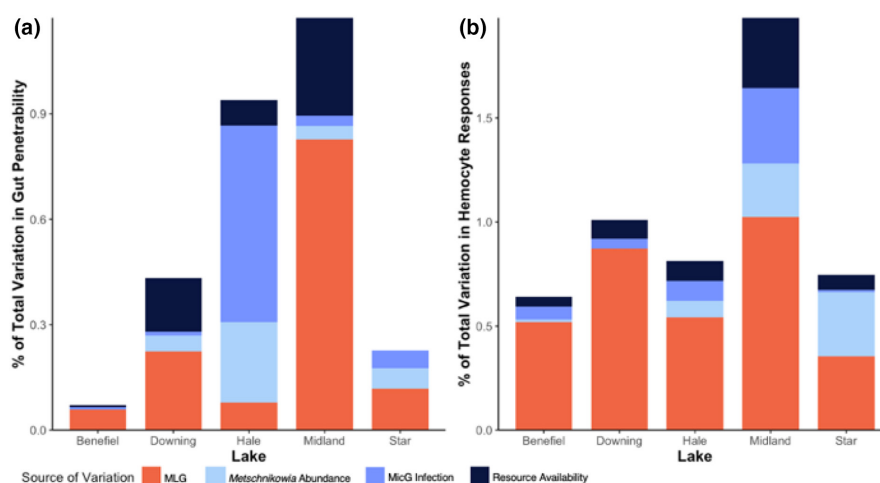 (a)
% of Total Variation in Gut Penetrability
0.9
0.6
0.3
0.0
Benefiel Downing Hale Midland Star
Lake
(b)
% of Total Variation in Hemocyte Responses
1.5
1.0
0.5
0.0
Benefiel Downing Hale Midland Star
Lake
Source of Variation MLG Metschnikowia Abundance MicG Infection Resource Availability